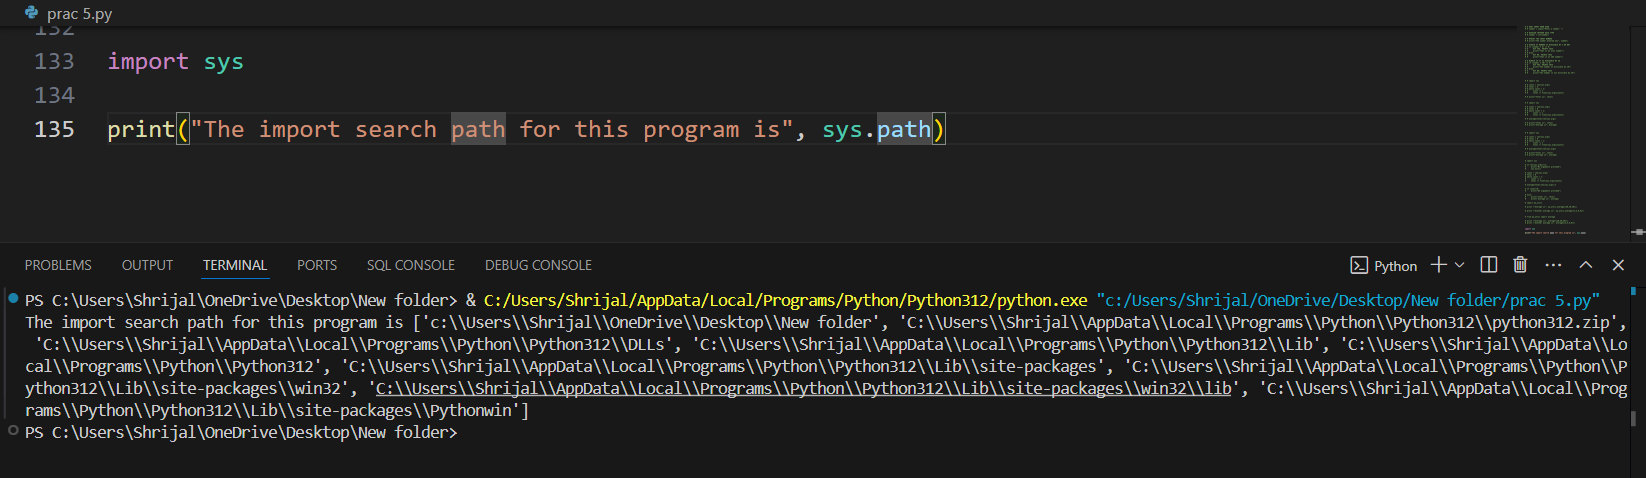 prac 5.py
132
133 import sys
134
135 print("The import search path for this program is", sys.path)
PROBLEMS OUTPUT TERMINAL PORTS SQL CONSOLE DEBUG CONSOLE Python
PS C:\Users\Shrijal\OneDrive\Desktop\New folder> & C:/Users/Shrijal/AppData/Local/Programs/Python/Python312/python.exe "c:/Users/Shrijal/OneDrive/Desktop/New folder/prac 5.py"
The import search path for this program is ['c:\\Users\\Shrijal\\OneDrive\\Desktop\\New folder', 'C:\\Users\\Shrijal\\AppData\\Local\\Programs\\Python\\Python312\\python312.zip',
'C:\\Users\\Shrijal\\AppData\\Local\\Programs\\Python\\Python312\\DLLs', 'C:\\Users\\Shrijal\\AppData\\Local\\Programs\\Python\\Python312\\Lib', 'C:\\Users\\Shrijal\\AppData\\Lo
cal\\Programs\\Python\\Python312', 'C:\\Users\\Shrijal\\AppData\\Local\\Programs\\Python\\Python312\\Lib\\site-packages', 'C:\\Users\\Shrijal\\AppData\\Local\\Programs\\Python\\P
ython312\\Lib\\site-packages\\win32', 'C:\\Users\\Shrijal\\AppData\\Local\\Programs\\Python\\Python312\\Lib\\site-packages\\win32\\lib', 'C:\\Users\\Shrijal\\AppData\\Local\\Prog
rams\\Python\\Python312\\Lib\\site-packages\\Pythonwin']
PS C:\Users\Shrijal\OneDrive\Desktop\New folder>